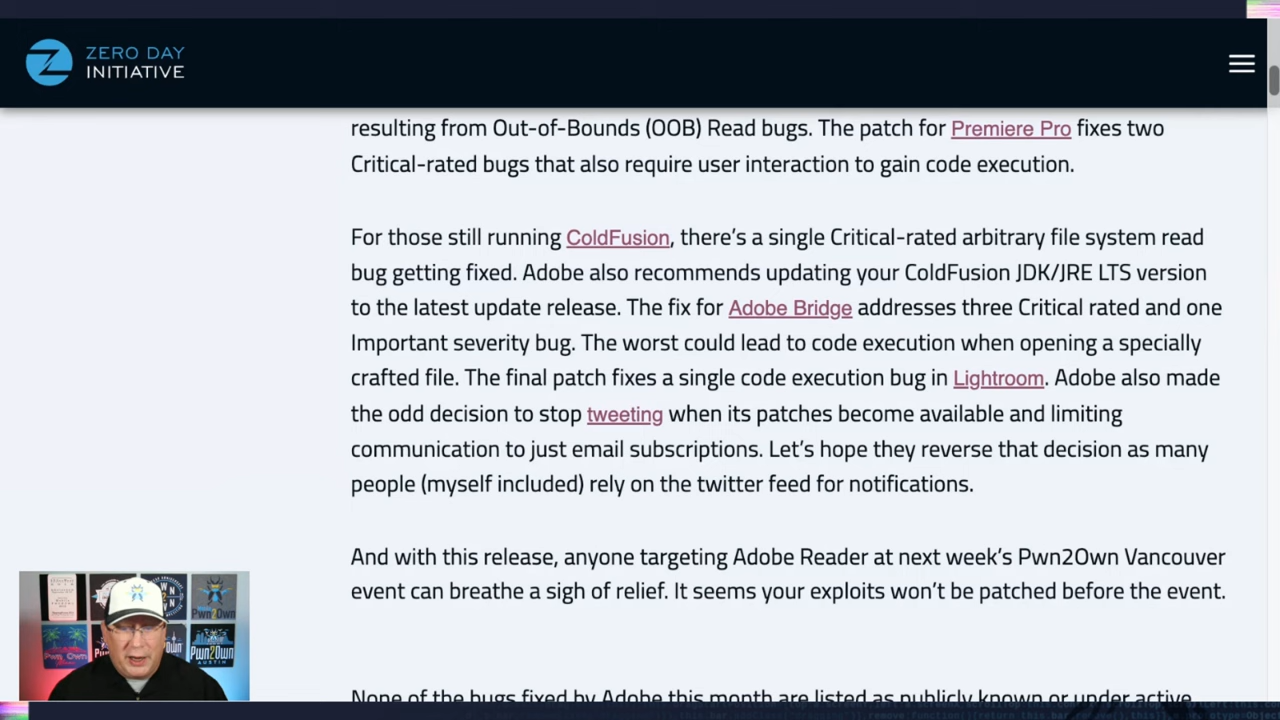 ZERO DAY
INITIATIVE
resulting from Out-of-Bounds (OOB) Read bugs. The patch for Premiere Pro fixes two
Critical-rated bugs that also require user interaction to gain code execution.
For those still running ColdFusion, there’s a single Critical-rated arbitrary file system read
bug getting fixed. Adobe also recommends updating your ColdFusion JDK/JRE LTS version
to the latest update release. The fix for Adobe Bridge addresses three Critical rated and one
Important severity bug. The worst could lead to code execution when opening a specially
crafted file. The final patch fixes a single code execution bug in Lightroom. Adobe also made
the odd decision to stop tweeting when its patches become available and limiting
communication to just email subscriptions. Let’s hope they reverse that decision as many
people (myself included) rely on the twitter feed for notifications.
And with this release, anyone targeting Adobe Reader at next week’s Pwn2Own Vancouver
event can breathe a sigh of relief. It seems your exploits won’t be patched before the event.
Pwn2Own
Pwn2Own
AUSTIN
None of the bugs fixed by Adobe this month are listed as publicly known or under active